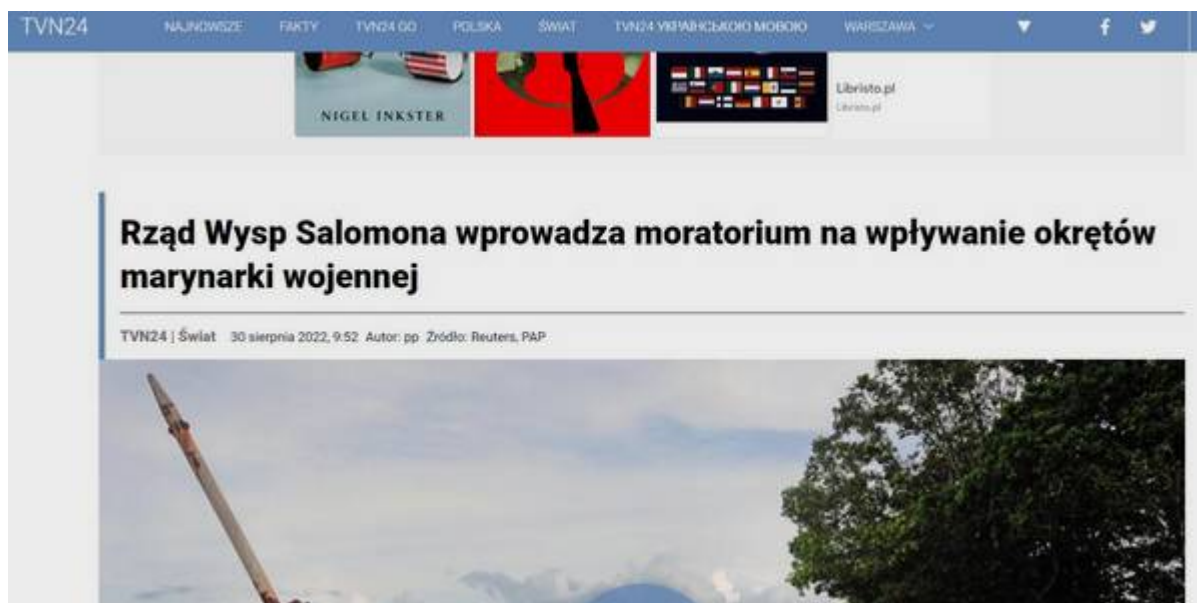 TVN24 NAJNOWSZE FAKTY TVN24 GO POLSKA ŚWIAT TVN24 УКРАЇНСЬКОЮ МОВОЮ WARSZAWA
NIGEL INKSTER
Libristo.pl
Libristo.pl
Rząd Wysp Salomona wprowadza moratorium na wpływanie okrętów
marynarki wojennej
TVN24 | Świat 30 sierpnia 2022, 9:52 Autor: pp Źródło: Reuters, PAP